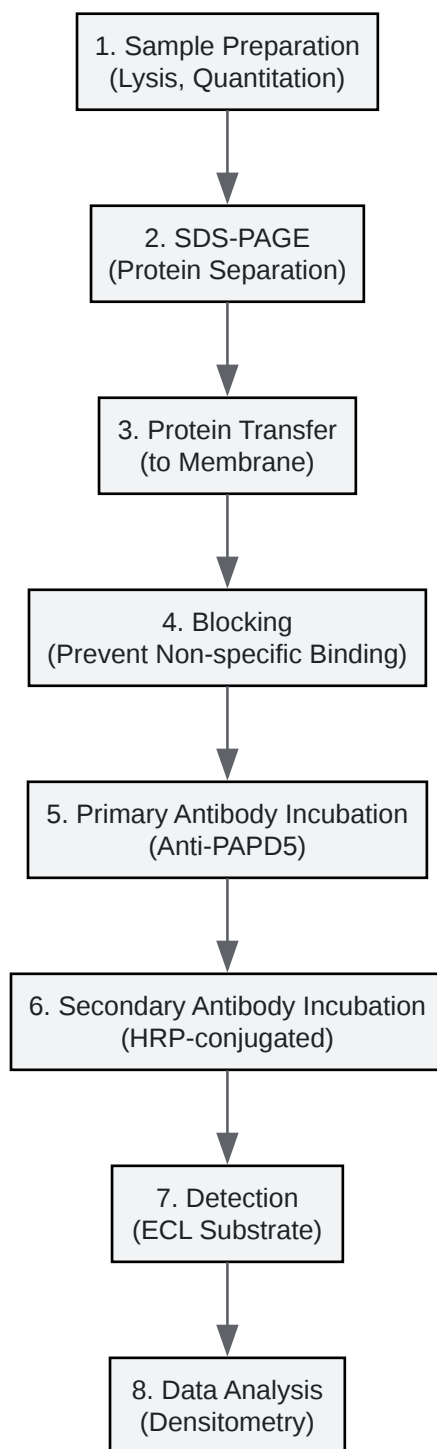 1. Sample Preparation
(Lysis, Quantitation)
2. SDS-PAGE
(Protein Separation)
3. Protein Transfer
(to Membrane)
4. Blocking
(Prevent Non-specific Binding)
5. Primary Antibody Incubation
(Anti-PAPD5)
6. Secondary Antibody Incubation
(HRP-conjugated)
7. Detection
(ECL Substrate)
8. Data Analysis
(Densitometry)